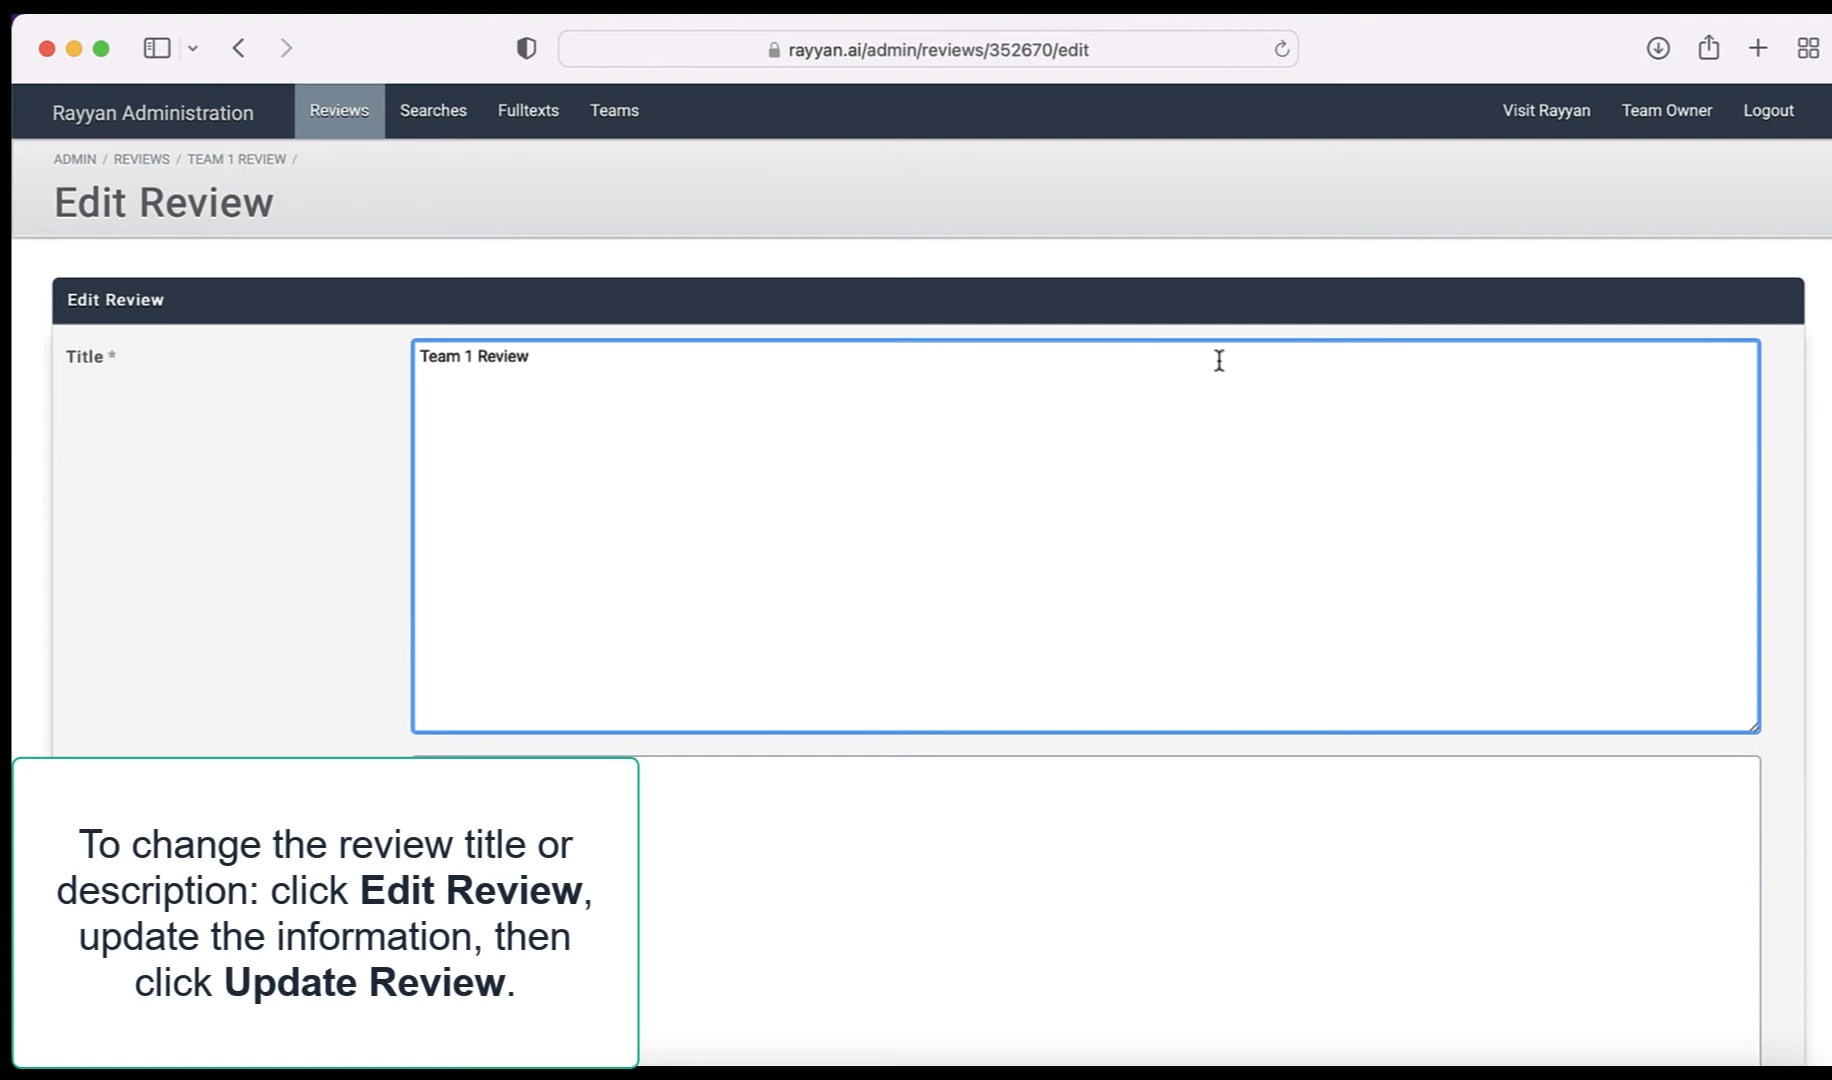 rayyan.ai/admin/reviews/352670/edit
Rayyan Administration Reviews Searches Fulltexts Teams Visit Rayyan Team Owner Logout
ADMIN / REVIEWS / TEAM 1 REVIEW /
Edit Review
Edit Review
Title *
Team 1 Review
To change the review title or
description: click Edit Review,
update the information, then
click Update Review.